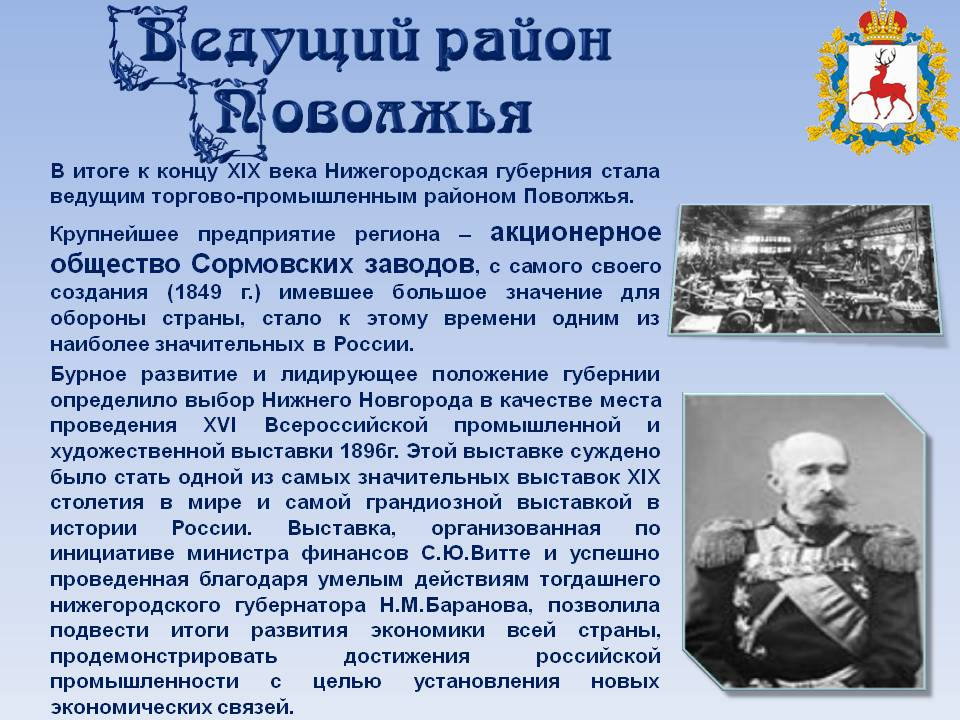 Ведущий район
Поволжья
В итоге к концу XIX века Нижегородская губерния стала
ведущим торгово-промышленным районом Поволжья.
Крупнейшее предприятие региона – акционерное
общество Сормовских заводов, с самого своего
создания (1849 г.) имевшее большое значение для
обороны страны, стало к этому времени одним из
наиболее значительных в России.
Бурное развитие и лидирующее положение губернии
определило выбор Нижнего Новгорода в качестве места
проведения XVI Всероссийской промышленной и
художественной выставки 1896г. Этой выставке суждено
было стать одной из самых значительных выставок XIX
столетия в мире и самой грандиозной выставкой в
истории России. Выставка, организованная по
инициативе министра финансов С.Ю.Витте и успешно
проведенная благодаря умелым действиям тогдашнего
нижегородского губернатора Н.М.Баранова, позволила
подвести итоги развития экономики всей страны,
продемонстрировать достижения российской
промышленности с целью установления новых
экономических связей.